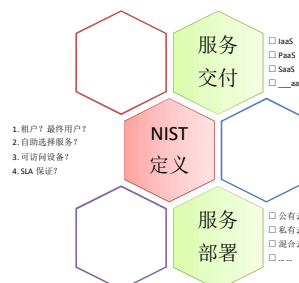 服务
交付
□ IaaS
□ PaaS
□ SaaS
□ ___aa
1. 租户？最终用户？
2. 自助选择服务？
3. 可访问设备？
4. SLA 保证？
NIST
定义
服务
部署
□ 公有
□ 私有
□ 混合
□ ... ...